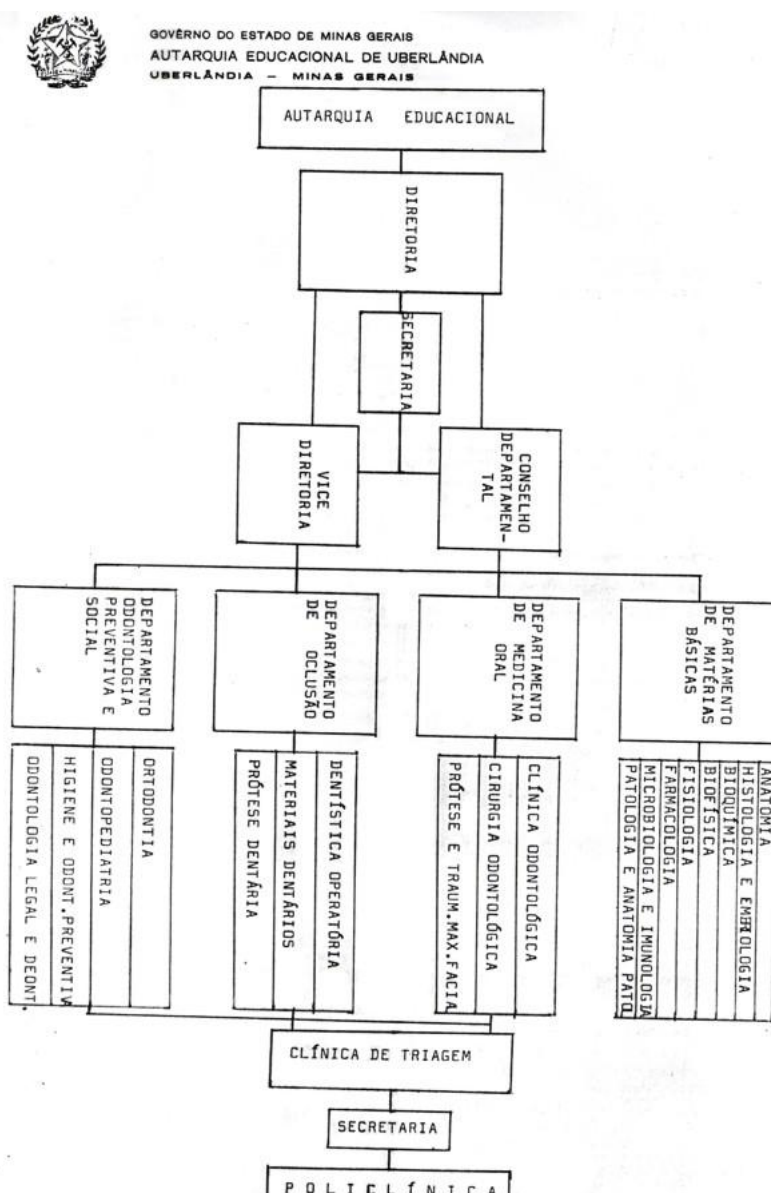 GOVÊRNO DO ESTADO DE MINAS GERAIS
AUTARQUIA EDUCACIONAL DE UBERLÂNDIA
UBERLÂNDIA – MINAS GERAIS
AUTARQUIA EDUCACIONAL
DIRETORIA
SECRETARIA
VICE
DIRETORIA
CONSELHO
DEPARTAMEN-
TAL
DEPARTAMENTO
ODONTOLOGIA
PREVENTIVA E
SOCIAL
DEPARTAMENTO
DE OCLUSÃO
DEPARTAMENTO
DE MEDICINA
ORAL
DEPARTAMENTO
DE MATÉRIAS
BÁSICAS
ORTODONTIA
ODONTOPEDIATRIA
HIGIENE E ODONT.PREVENTIVA
ODONTOLOGIA LEGAL E DEONT
DENTÍSTICA OPERATÓRIA
MATERIAIS DENTÁRIOS
PRÓTESE DENTÁRIA
CLÍNICA ODONTOLÓGICA
CIRURGIA ODONTOLÓGICA
PRÓTESE E TRAUM.MAX.FACIA
ANATOMIA
HISTOLOGIA E EMBRIOLOGIA
BIOQUÍMICA
BIOFÍSICA
FISIOLOGIA
FARMACOLOGIA
MICROBIOLOGIA E IMUNOLOGIA
PATOLOGIA E ANATOMIA PATO
CLÍNICA DE TRIAGEM
SECRETARIA
POLICLÍNICA